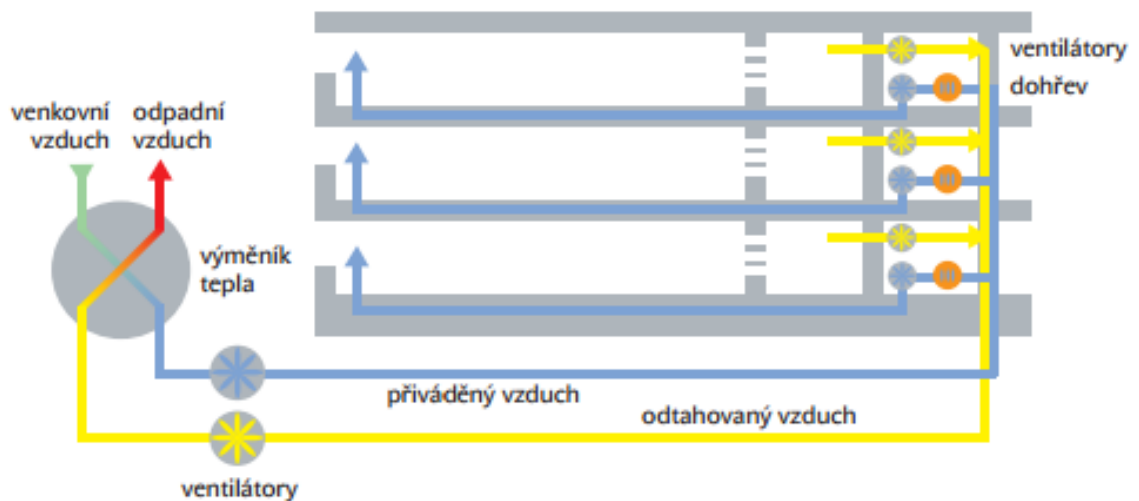 ventilátory
dohřev
venkovní
vzduch
odpadní
vzduch
výměník
tepla
přiváděný vzduch
odtahovaný vzduch
ventilátory